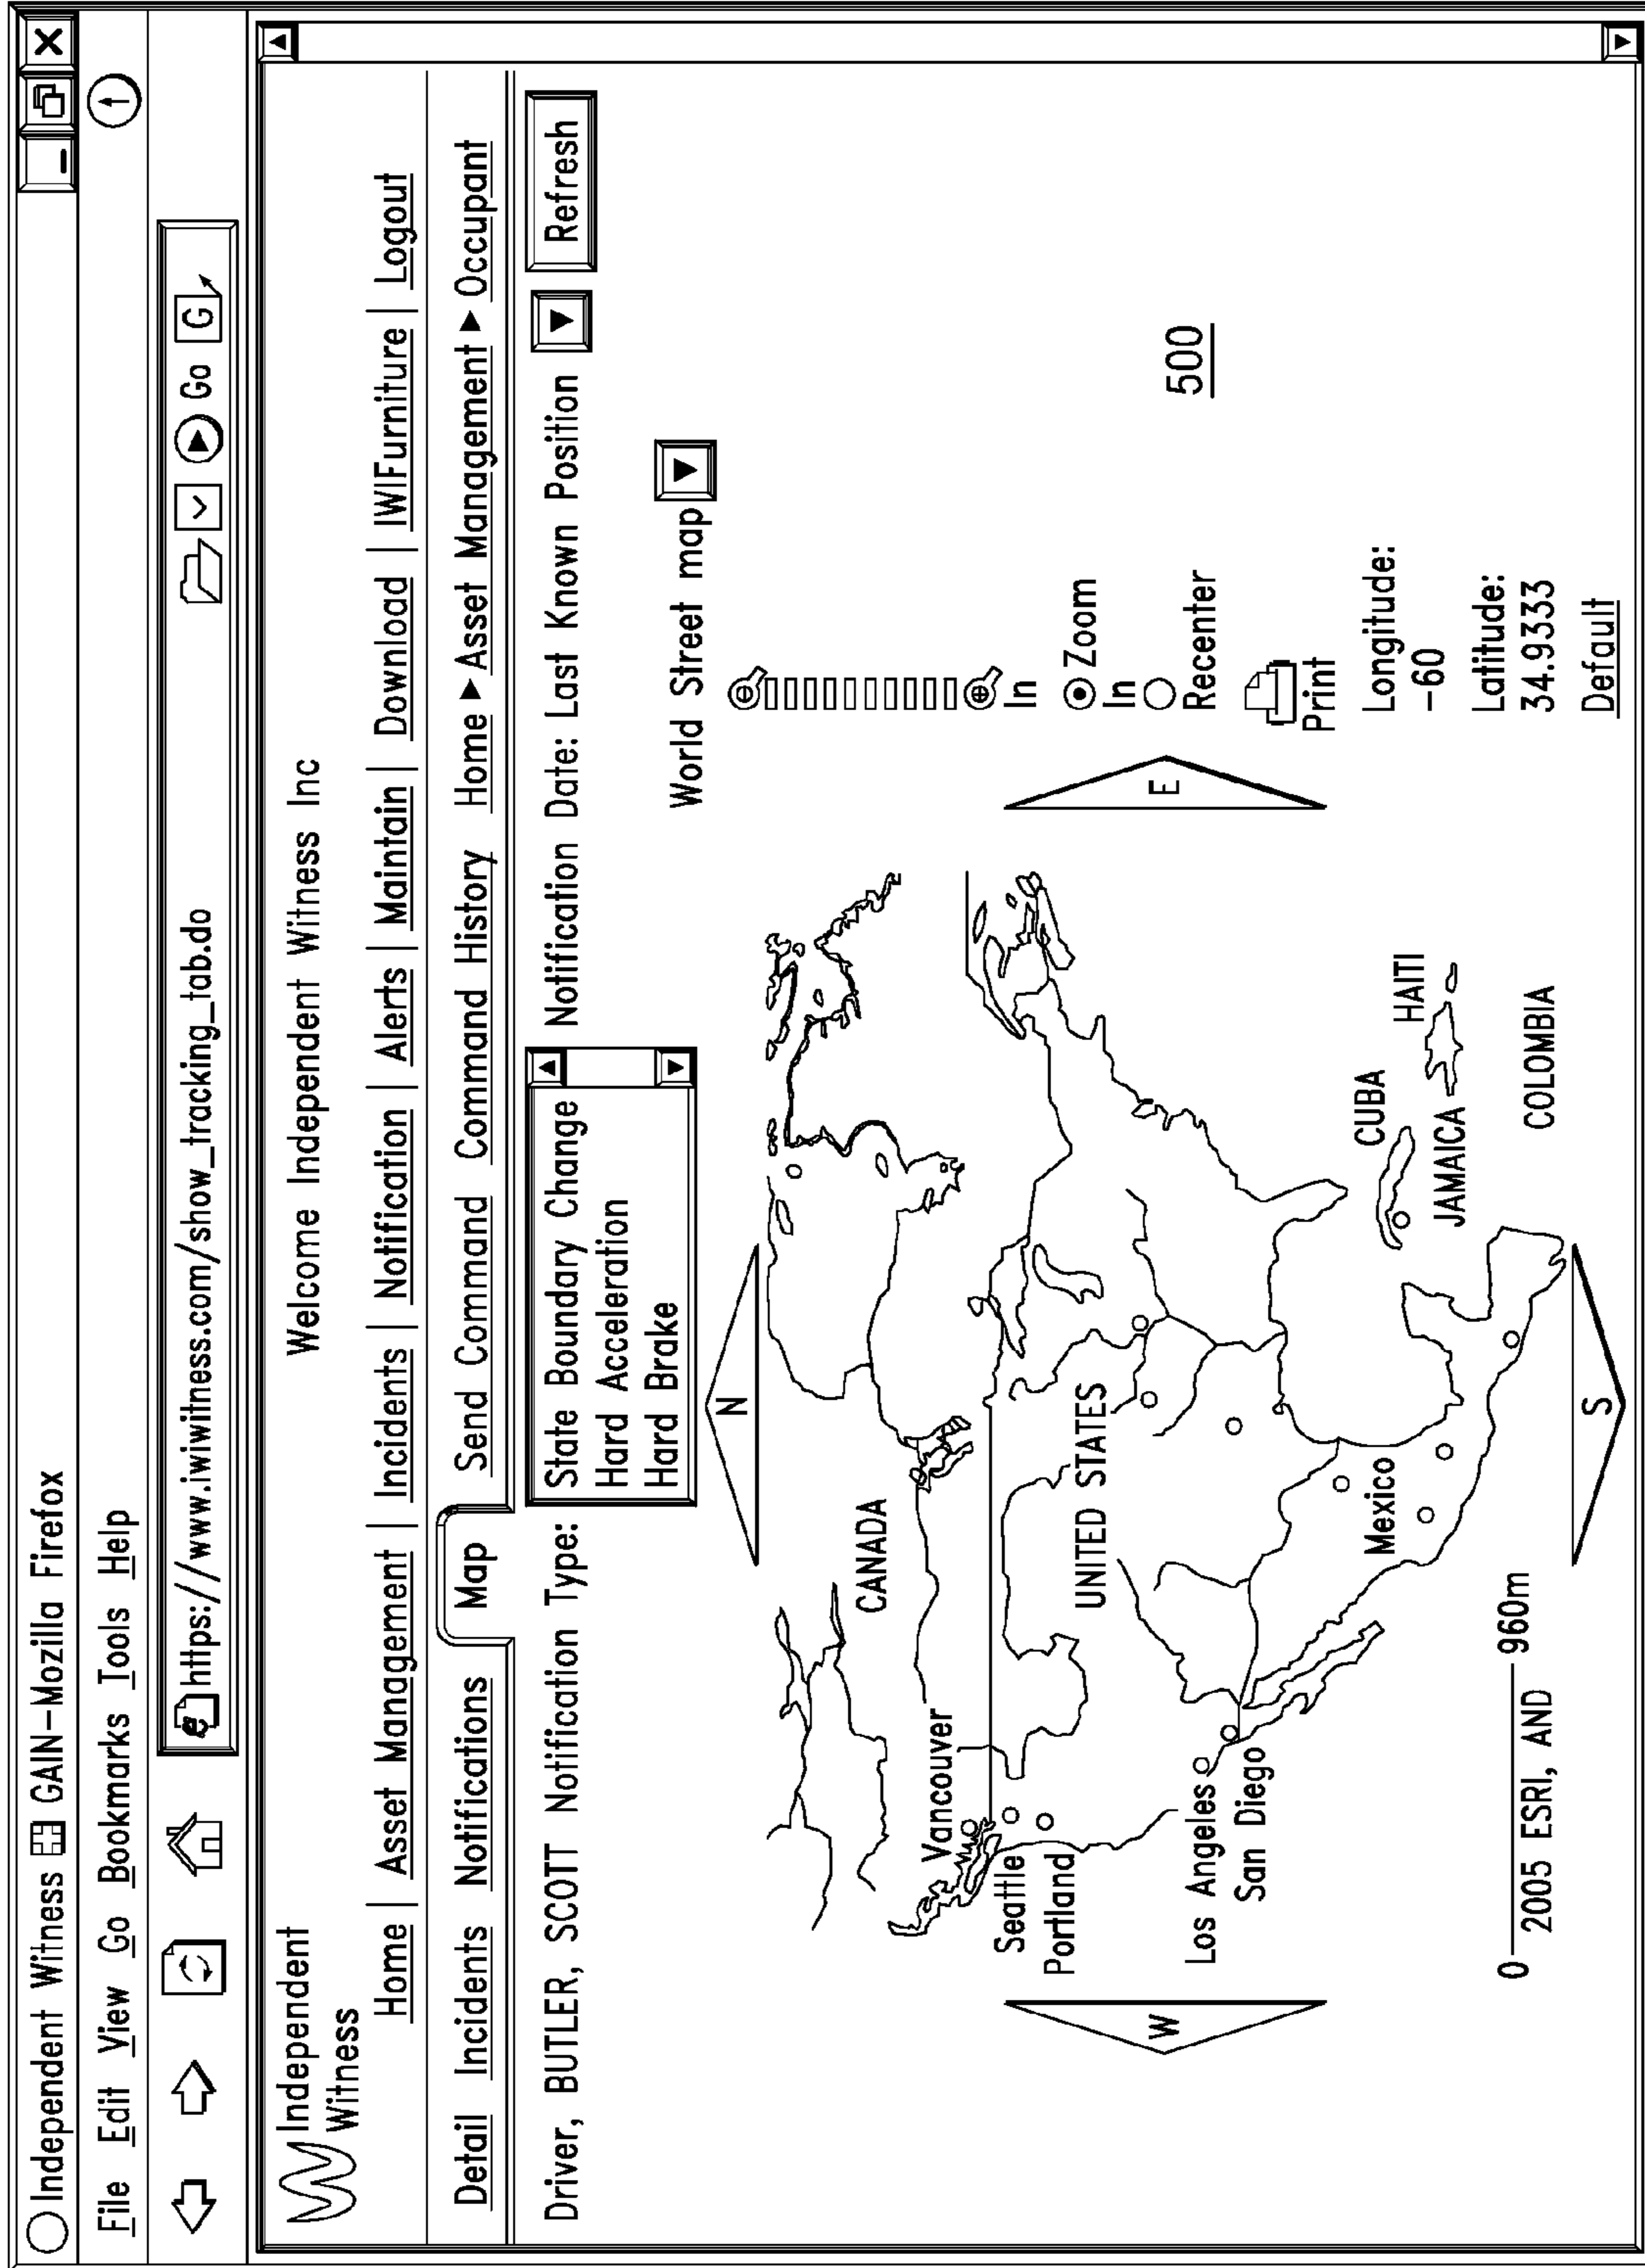 Independent Witness GAIN-Mozilla Firefox
File Edit View Go Bookmarks Tools Help
https://www.iwiwitness.com/show_tracking_tab.do Go G
Independent
Witness
Welcome Independent Witness Inc
Home | Asset Management | Incidents | Notification | Alerts | Maintain | Download | IWIFurniture | Logout
Detail Incidents Notifications Map Send Command Command History Home ▶ Asset Management ▶ Occupant
Driver, BUTLER, SCOTT Notification Type: State Boundary Change Notification Date: Last Known Position Refresh
Hard Acceleration
Hard Brake
World Street map
N
CANADA
Vancouver
In
Seattle
Portland
UNITED STATES
Zoom
In
W
E
Recenter
500
Los Angeles
San Diego
Print
Longitude:
-60
CUBA
Mexico
HAITI
JAMAICA
Latitude:
34.9333
0 960m
COLOMBIA
2005 ESRI, AND
S
Default